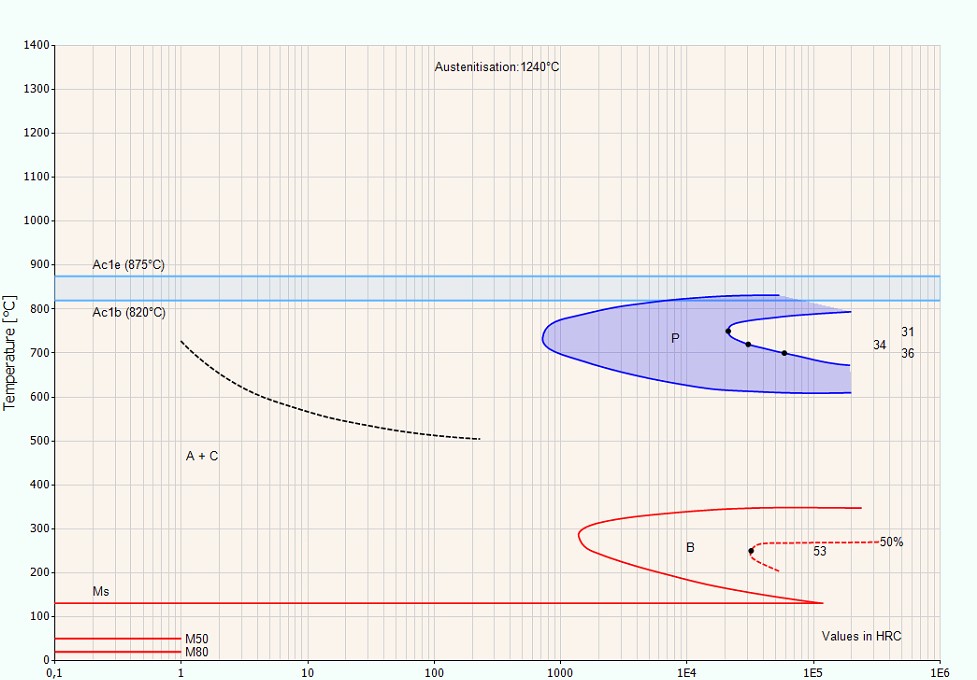 1400
Austenitisation:1240°C
1300
1200
1100
1000
900
Ac1e (875°C)
800
Ac1b (820°C)
Temperature [°C]
31
P
34
700
36
600
500
A + C
400
300
B
53
50%
200
Ms
100
M50
Values in HRC
M80
0
0,1
1
10
100
1000
1E4
1E5
1E6